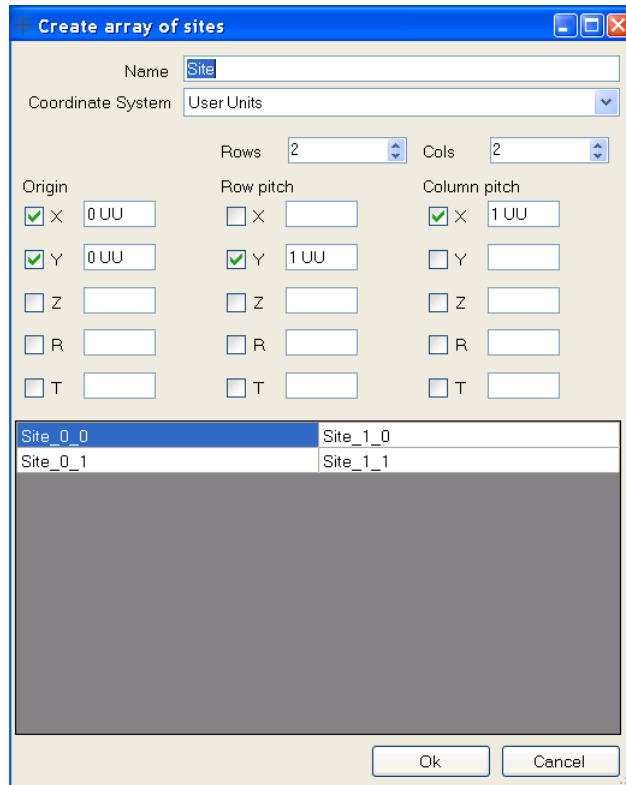 Create array of sites
Name Site
Coordinate System User Units
Rows 2 Cols 2
Origin Row pitch Column pitch
X 0 UU X X 1 UU
Y 0 UU Y 1 UU Y
Z Z Z
R R R
T T T
Site_0_0 Site_1_0
Site_0_1 Site_1_1
Ok Cancel